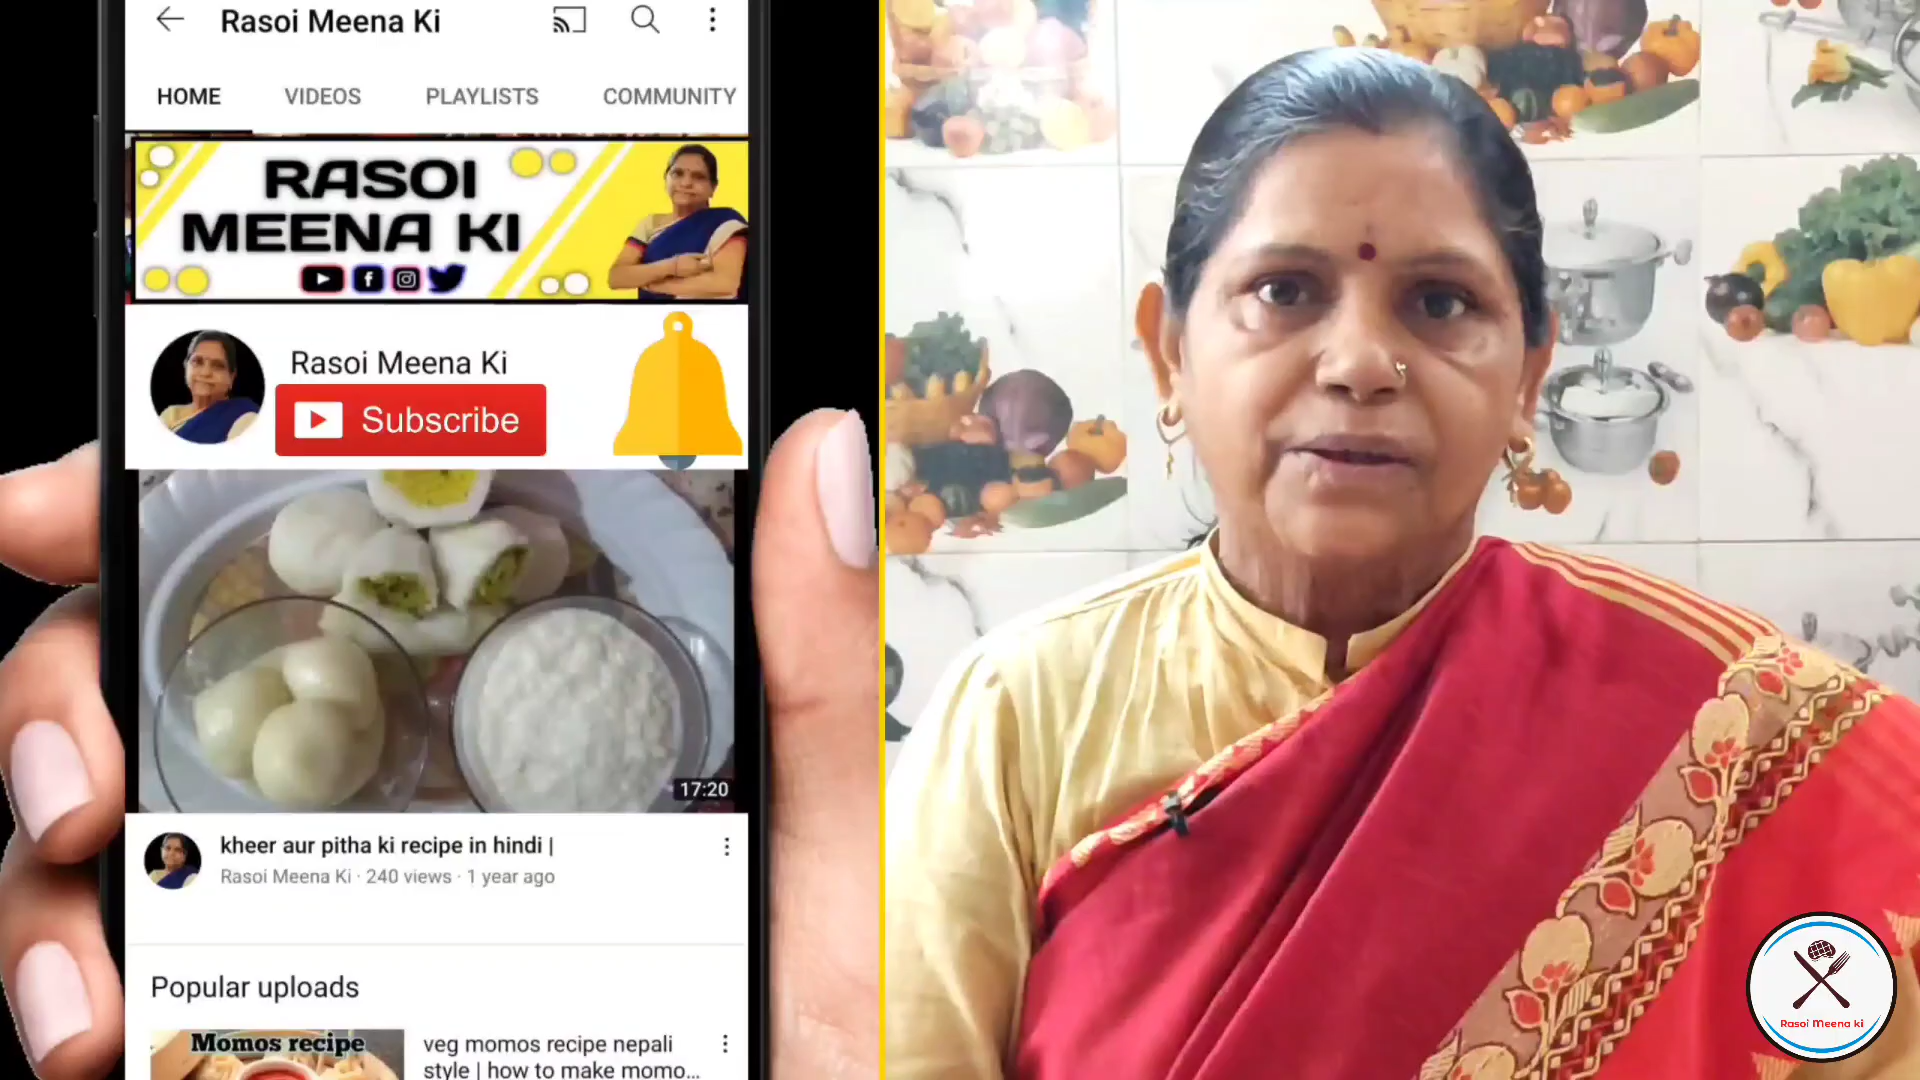 Rasoi Meena Ki
HOME VIDEOS PLAYLISTS COMMUNITY
RASOI
MEENA KI
Rasoi Meena Ki
Subscribe
17:20
kheer aur pitha ki recipe in hindi |
Rasoi Meena Ki · 240 views · 1 year ago
Popular uploads
Momos recipe
veg momos recipe nepali
style | how to make momo...
Rasoi Meena ki